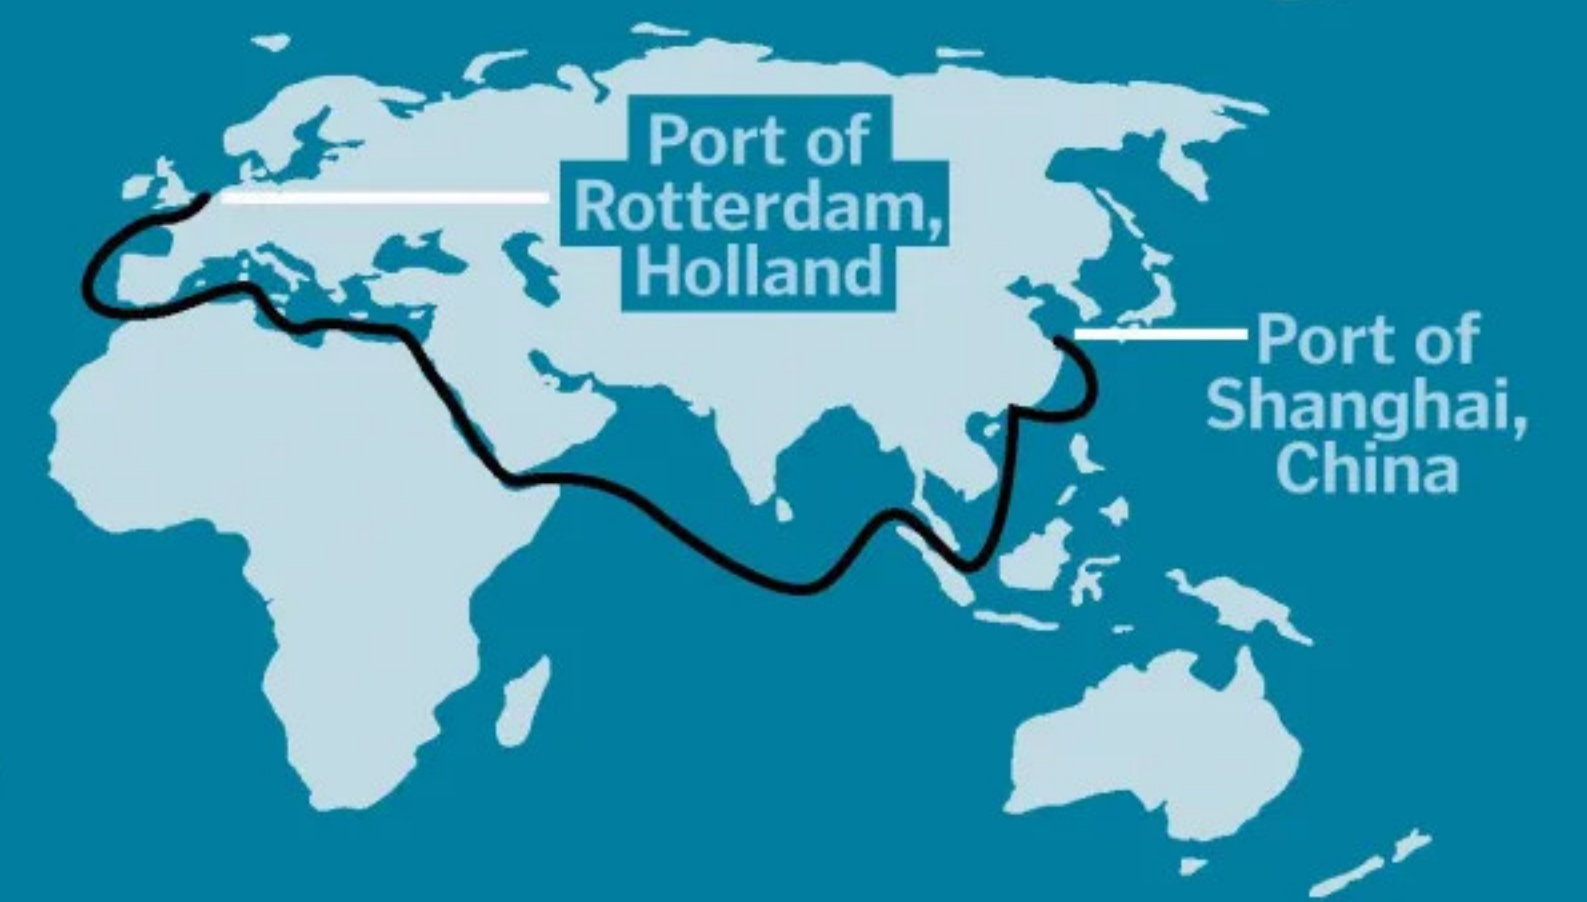 Port of
Rotterdam,
Holland
Port of
Shanghai,
China